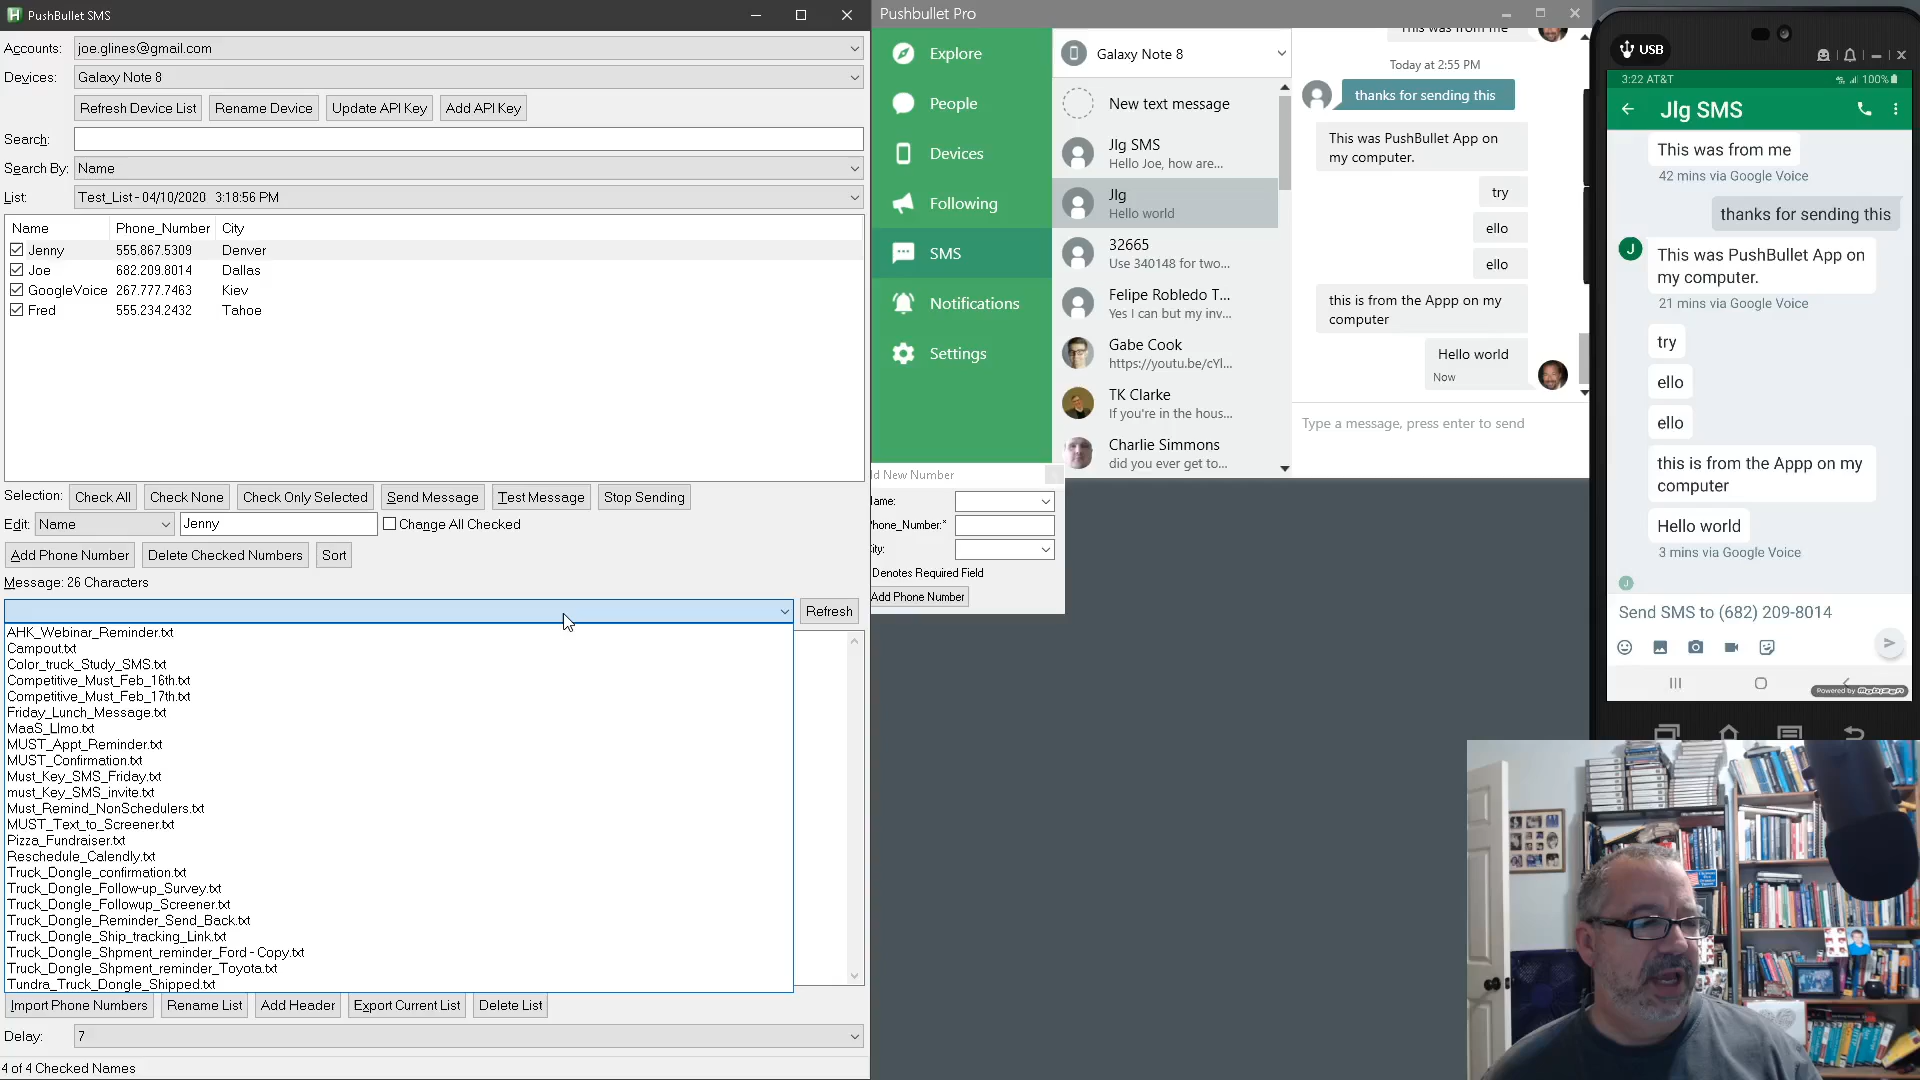 PushBullet SMS
Accounts: joe.glines@gmail.com
Devices: Galaxy Note 8
Refresh Device List Rename Device Update API Key Add API Key
Search:
Search By: Name
List: Test_List - 04/10/2020 3:18:56 PM
Name Phone_Number City
Jenny 555.867.5309 Denver
Joe 682.209.8014 Dallas
GoogleVoice 267.777.7463 Kiev
Fred 555.234.2432 Tahoe
Selection: Check All Check None Check Only Selected Send Message Test Message Stop Sending
Edit: Name Jenny Change All Checked
Add Phone Number Delete Checked Numbers Sort
Message: 26 Characters
Refresh
AHK_Webinar_Reminder.txt
Campout.txt
Color_truck_Study_SMS.txt
Competitive_Must_Feb_16th.txt
Competitive_Must_Feb_17th.txt
Friday_Lunch_Message.txt
MaaS_LImo.txt
MUST_Appt_Reminder.txt
MUST_Confirmation.txt
Must_Key_SMS_Friday.txt
must_Key_SMS_invite.txt
Must_Remind_NonSchedulers.txt
MUST_Text_to_Screener.txt
Pizza_Fundraiser.txt
Reschedule_Calendly.txt
Truck_Dongle_confirmation.txt
Truck_Dongle_Follow-up_Survey.txt
Truck_Dongle_Followup_Screener.txt
Truck_Dongle_Reminder_Send_Back.txt
Truck_Dongle_Ship_tracking_Link.txt
Truck_Dongle_Shpment_reminder_Ford - Copy.txt
Truck_Dongle_Shpment_reminder_Toyota.txt
Tundra_Truck_Dongle_Shipped.txt
Import Phone Numbers Rename List Add Header Export Current List Delete List
Delay: 7
4 of 4 Checked Names
Pushbullet Pro
Explore
People
Devices
Following
SMS
Notifications
Settings
Galaxy Note 8
New text message
Jlg SMS
Hello Joe, how are...
Jlg
Hello world
32665
Use 340148 for two...
Felipe Robledo T...
Yes I can but my inv...
Gabe Cook
https://youtu.be/cYl...
TK Clarke
If you're in the hous...
Charlie Simmons
did you ever get to...
This was from me
Today at 2:55 PM
thanks for sending this
This was PushBullet App on
my computer.
try
ello
ello
this is from the Appp on my
computer
Hello world
Now
Type a message, press enter to send
d New Number
ame:
hone_Number:*
ity:
Denotes Required Field
Add Phone Number
USB
3:22 AT&T 100%
Jlg SMS
This was from me
42 mins via Google Voice
thanks for sending this
J
This was PushBullet App on
my computer.
21 mins via Google Voice
try
ello
ello
this is from the Appp on my
computer
Hello world
3 mins via Google Voice
J
Send SMS to (682) 209-8014
Powered by Mobizen